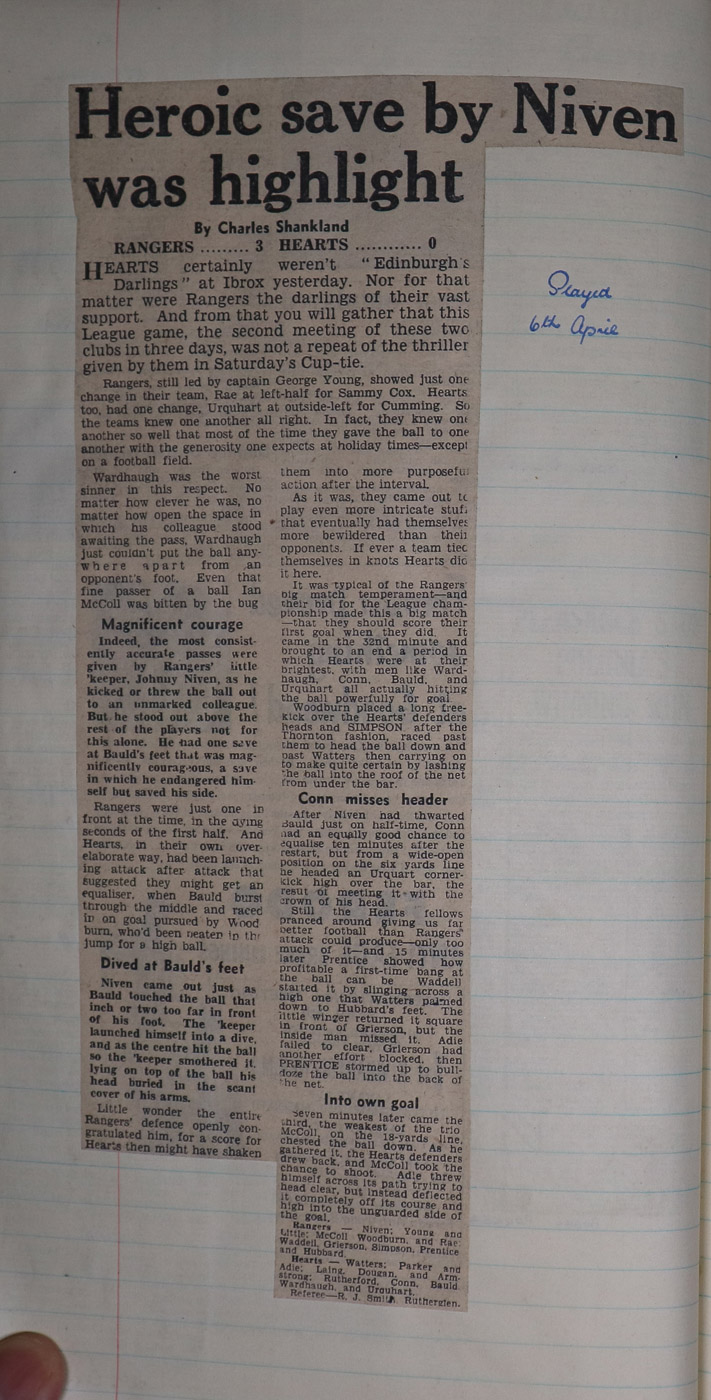 Heroic save by Niven
was highlight
By Charles Shankland
RANGERS ......... 3 HEARTS ............ 0
HEARTS certainly weren't "Edinburgh's
Darlings" at Ibrox yesterday. Nor for that
matter were Rangers the darlings of their vast
support. And from that you will gather that this
League game, the second meeting of these two
clubs in three days, was not a repeat of the thriller
given by them in Saturday's Cup-tie.
Rangers, still led by captain George Young, showed just one
change in their team, Rae at left-half for Sammy Cox. Hearts
too, had one change, Urquhart at outside-left for Cumming. So
the teams knew one another all right. In fact, they knew one
another so well that most of the time they gave the ball to one
another with the generosity one expects at holiday times—except
on a football field.
Wardhaugh was the worst
sinner in this respect. No
matter how clever he was, no
matter how open the space in
which his colleague stood
awaiting the pass, Wardhaugh
just couldn't put the ball any-
where apart from an
opponent's foot. Even that
fine passer of a ball Ian
McColl was bitten by the bug
Magnificent courage
Indeed, the most consist-
ently accurate passes were
given by Rangers' little
'keeper, Johnny Niven, as he
kicked or threw the ball out
to an unmarked colleague.
But he stood out above the
rest of the players not for
this alone. He had one save
at Bauld's feet that was mag-
nificently courageous, a save
in which he endangered him-
self but saved his side.
Rangers were just one in
front at the time, in the dying
seconds of the first half. And
Hearts, in their own over-
elaborate way, had been launch-
ing attack after attack that
suggested they might get an
equaliser, when Bauld burst
through the middle and raced
in on goal pursued by Wood
burn, who'd been beaten in the
jump for a high ball.
Dived at Bauld's feet
Niven came out just as
Bauld touched the ball that
inch or two too far in front
of his foot. The 'keeper
launched himself into a dive,
and as the centre hit the ball
so the 'keeper smothered it,
lying on top of the ball his
head buried in the scant
cover of his arms.
Little wonder the entire
Rangers' defence openly con-
gratulated him, for a score for
Hearts then might have shaken
them into more purposeful
action after the interval.
As it was, they came out to
play even more intricate stuff
that eventually had themselves
more bewildered than their
opponents. If ever a team tied
themselves in knots Hearts did
it here.
It was typical of the Rangers'
big match temperament—and
their bid for the League cham-
pionship made this a big match
—that they should score their
first goal when they did. It
came in the 32nd minute and
brought to an end a period in
which Hearts were at their
brightest, with men like Ward-
haugh, Conn, Bauld, and
Urquhart all actually hitting
the ball powerfully for goal.
Woodburn placed a long free-
kick over the Hearts' defenders
heads and SIMPSON after the
Thornton fashion, raced past
them to head the ball down and
past Watters then carrying on
to make quite certain by lashing
the ball into the roof of the net
from under the bar.
Conn misses header
After Niven had thwarted
Bauld just on half-time, Conn
had an equally good chance to
equalise ten minutes after the
restart, but from a wide-open
position on the six yards line
he headed an Urquart corner-
kick high over the bar, the
resut of meeting it with the
crown of his head.
Still the Hearts fellows
pranced around giving us far
better football than Rangers'
attack could produce—only too
much of it—and 15 minutes
later Prentice showed how
profitable a first-time bang at
the ball can be Waddell
started it by slinging across a
high one that Watters palmed
down to Hubbard's feet. The
little winger returned it square
in front of Grierson, but the
inside man missed it. Adie
failed to clear, Grierson had
another effort blocked, then
PRENTICE stormed up to bull-
doze the ball into the back of
the net.
Into own goal
Seven minutes later came the
third, the weakest of the trio
McColl, on the 18-yards line,
chested the ball down. As he
gathered it, the Hearts defenders
drew back, and McColl took the
chance to shoot. Adie threw
himself across its path trying to
head clear, but instead deflected
it completely off its course and
high into the unguarded side of
the goal.
Rangers — Niven; Young and
Little; McColl Woodburn, and Rae;
Waddell, Grierson, Simpson, Prentice
and Hubbard.
Hearts — Watters; Parker and
Adie; Laing, Dougan, and Arm-
strong; Rutherford, Conn, Bauld
Wardhaugh, and Urquhart.
Referee—R. J. Smith, Rutherglen.
Played
6th April